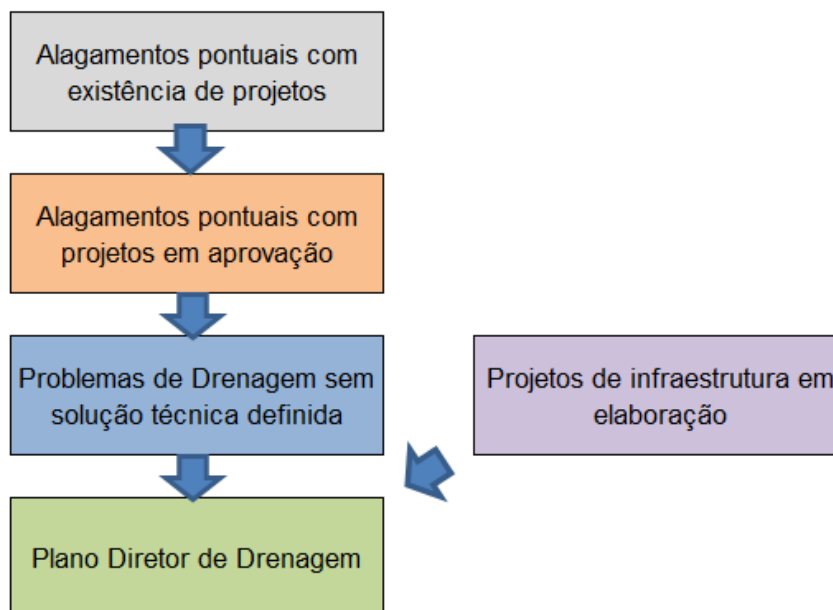 Alagamentos pontuais com
existência de projetos
Alagamentos pontuais com
projetos em aprovação
Problemas de Drenagem sem
solução técnica definida
Projetos de infraestrutura em
elaboração
Plano Diretor de Drenagem